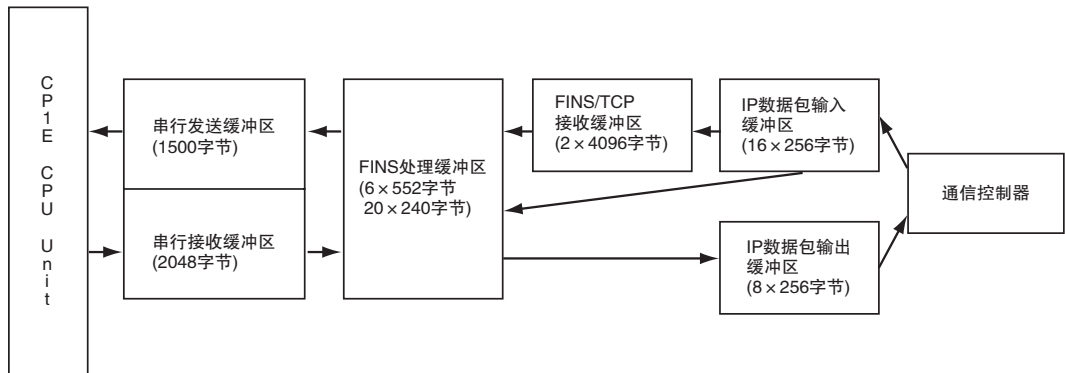 CP1E CPU Unit
串行发送缓冲区
(1500字节)
串行接收缓冲区
(2048字节)
FINS处理缓冲区
(6×552字节
20×240字节)
FINS/TCP
接收缓冲区
(2×4096字节)
IP数据包输入
缓冲区
(16×256字节)
IP数据包输出
缓冲区
(8×256字节)
通信控制器